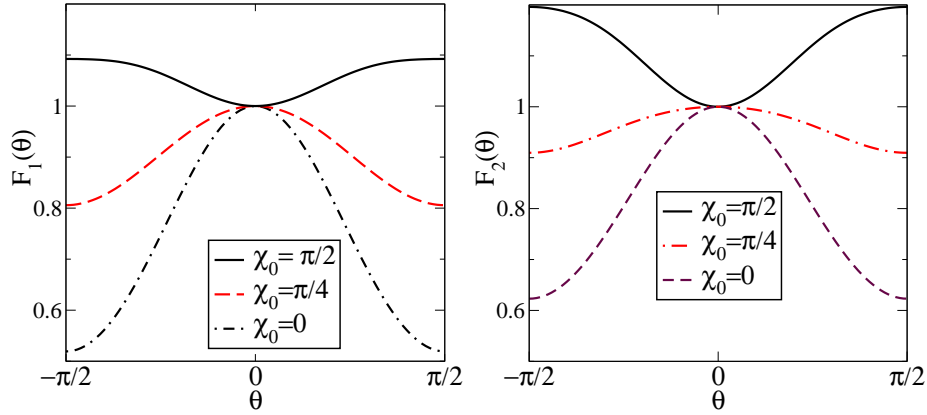 F₁(θ)
1
0.8
0.6
χ₀= π/2
χ₀=π/4
χ₀=0
−π/2
0
π/2
θ
F₂(θ)
1
0.8
0.6
χ₀=π/2
χ₀=π/4
χ₀=0
−π/2
0
π/2
θ